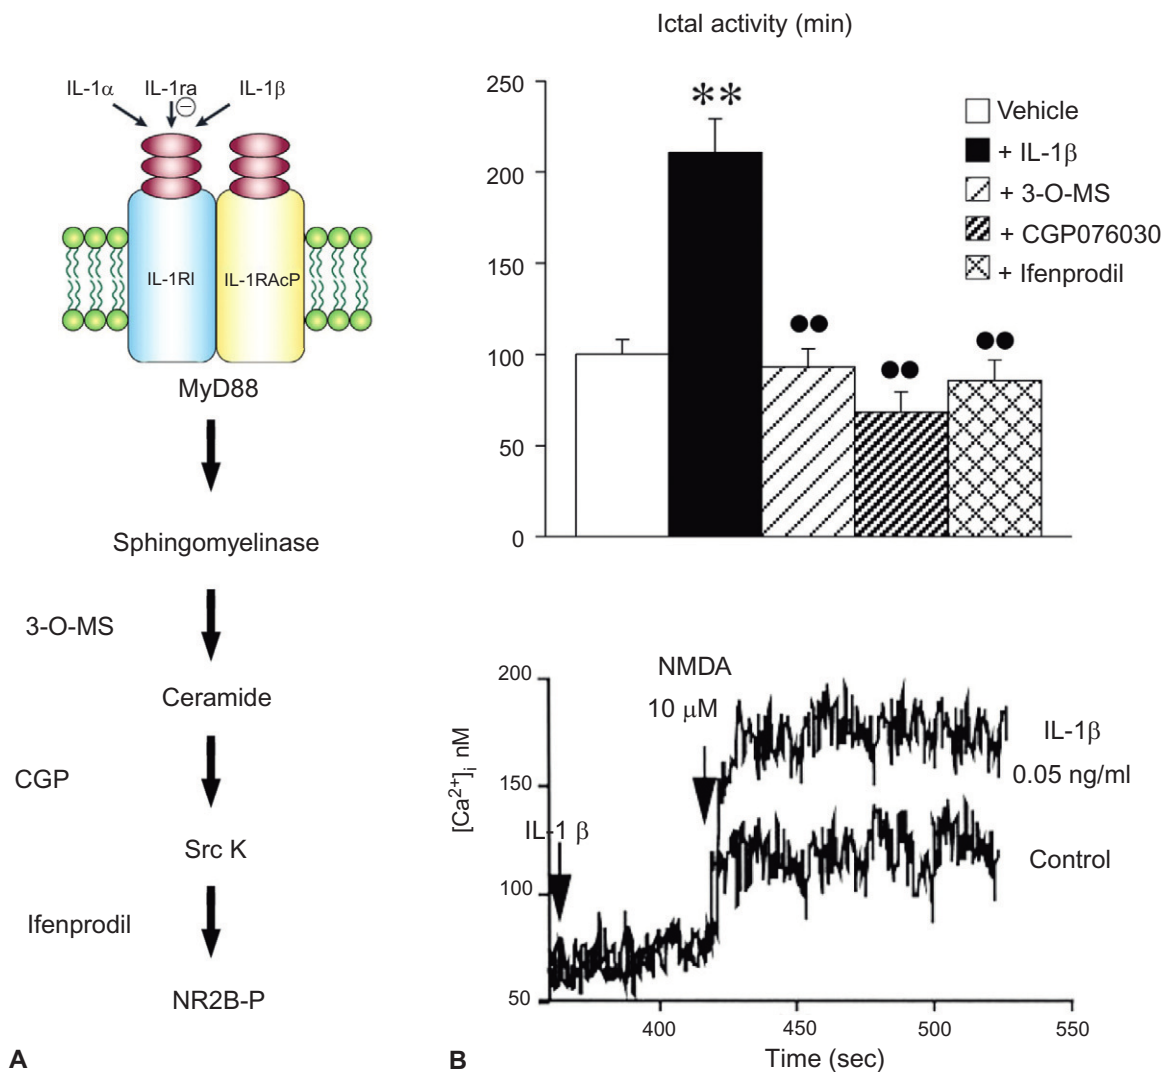 IL-1α IL-1ra IL-1β
−
IL-1RI IL-1RAcP
MyD88
Sphingomyelinase
3-O-MS
Ceramide
CGP
Src K
Ifenprodil
NR2B-P
A
Ictal activity (min)
250
200
250
100
50
0
**
●●
●●
●●
Vehicle
+ IL-1β
+ 3-O-MS
+ CGP076030
+ Ifenprodil
200
150
100
50
[Ca²⁺]ᵢ nM
IL-1 β
NMDA
10 μM
IL-1β
0.05 ng/ml
Control
400 450 500 550
Time (sec)
B